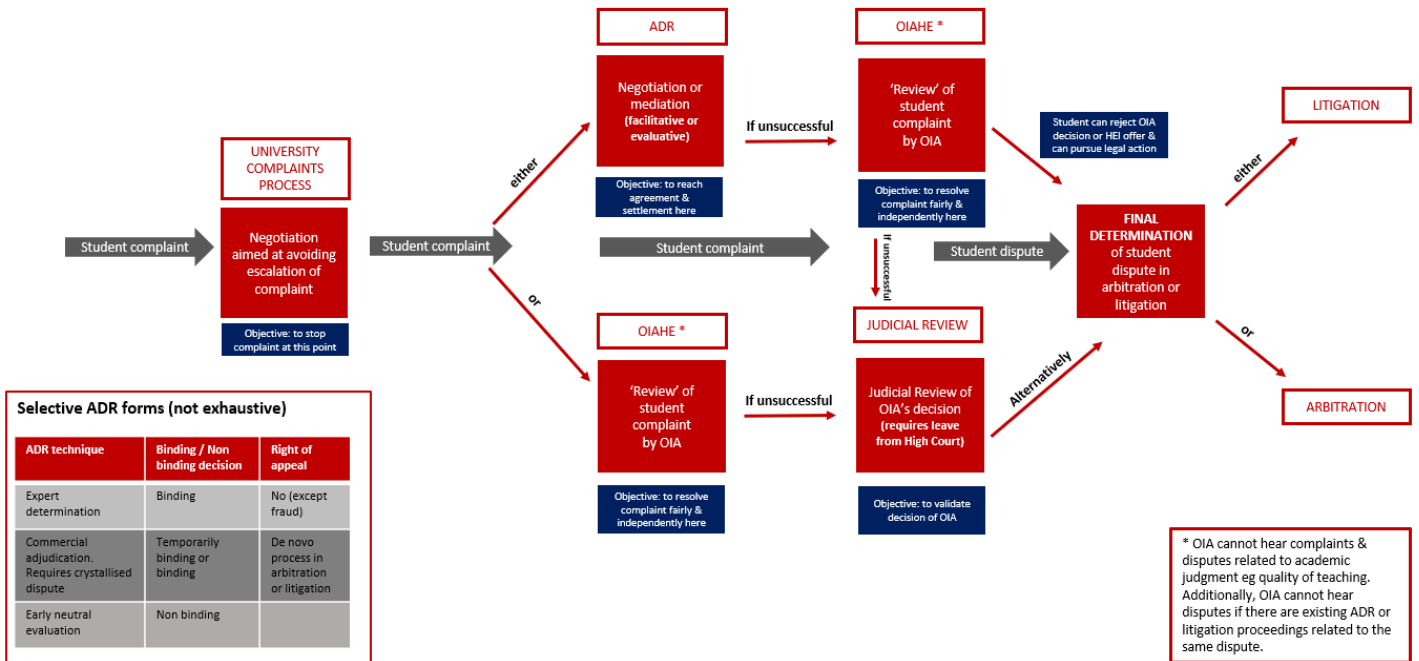 UNIVERSITY
COMPLAINTS
PROCESS
Student complaint
Negotiation
aimed at avoiding
escalation of
complaint
Objective: to stop
complaint at this point
Student complaint
either
or
ADR
Negotiation or
mediation
(facilitative or
evaluative)
Objective: to reach
agreement &
settlement here
If unsuccessful
OIAHE *
‘Review’ of
student
complaint
by OIA
Objective: to resolve
complaint fairly &
independently here
Student complaint
If unsuccessful
Student dispute
OIAHE *
‘Review’ of
student
complaint
by OIA
Objective: to resolve
complaint fairly &
independently here
If unsuccessful
JUDICIAL REVIEW
Judicial Review of
OIA’s decision
(requires leave
from High Court)
Objective: to validate
decision of OIA
Alternatively
Student can reject OIA
decision or HEI offer &
can pursue legal action
FINAL
DETERMINATION
of student
dispute in
arbitration or
litigation
either
LITIGATION
or
ARBITRATION
Selective ADR forms (not exhaustive)
ADR technique
Binding / Non
binding decision
Right of
appeal
Expert
determination
Binding
No (except
fraud)
Commercial
adjudication.
Requires crystallised
dispute
Temporarily
binding or
binding
De novo
process in
arbitration
or litigation
Early neutral
evaluation
Non binding
* OIA cannot hear complaints &
disputes related to academic
judgment eg quality of teaching.
Additionally, OIA cannot hear
disputes if there are existing ADR or
litigation proceedings related to the
same dispute.